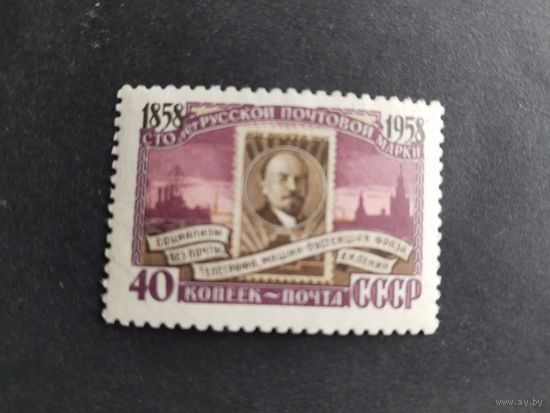 1858
1958
СТО ЛЕТ РУССКОЙ ПОЧТОВОЙ МАРКИ
СОЦИАЛИЗМ
БЕЗ ПОЧТЫ,
ТЕЛЕГРАФА, МАШИН-ПУСТЕЙШАЯ ФРАЗА
В.И.ЛЕНИН
40 КОПЕЕК~ПОЧТА СССР
www.ay.by